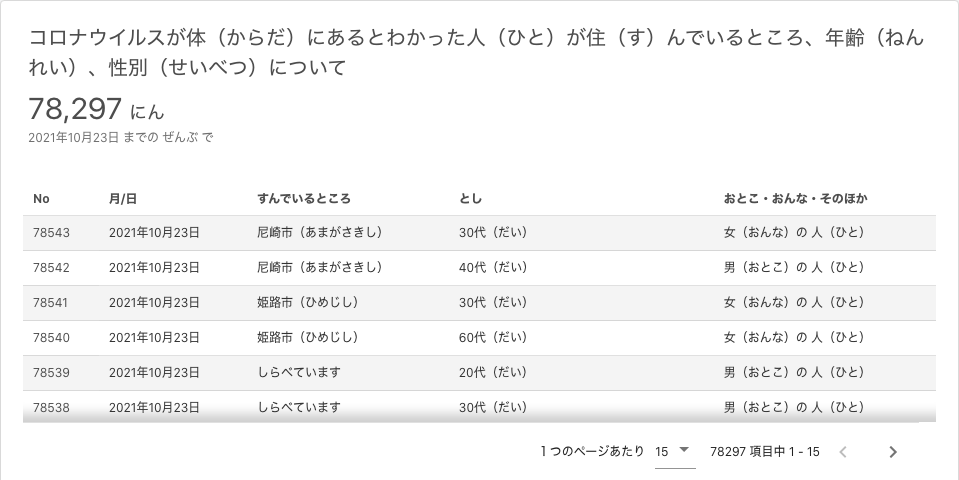 コロナウイルスが体（からだ）にあるとわかった人（ひと）が住（す）んでいるところ、年齢（ねん
れい）、性別（せいべつ）について
78,297 にん
2021年10月23日 までの ぜんぶ で
No 月/日 すんでいるところ とし おとこ・おんな・そのほか
78543 2021年10月23日 尼崎市（あまがさきし） 30代（だい） 女（おんな）の 人（ひと）
78542 2021年10月23日 尼崎市（あまがさきし） 40代（だい） 男（おとこ）の 人（ひと）
78541 2021年10月23日 姫路市（ひめじし） 30代（だい） 女（おんな）の 人（ひと）
78540 2021年10月23日 姫路市（ひめじし） 60代（だい） 女（おんな）の 人（ひと）
78539 2021年10月23日 しらべています 20代（だい） 男（おとこ）の 人（ひと）
78538 2021年10月23日 しらべています 30代（だい） 男（おとこ）の 人（ひと）
1 つのページあたり 15 78297 項目中 1 - 15